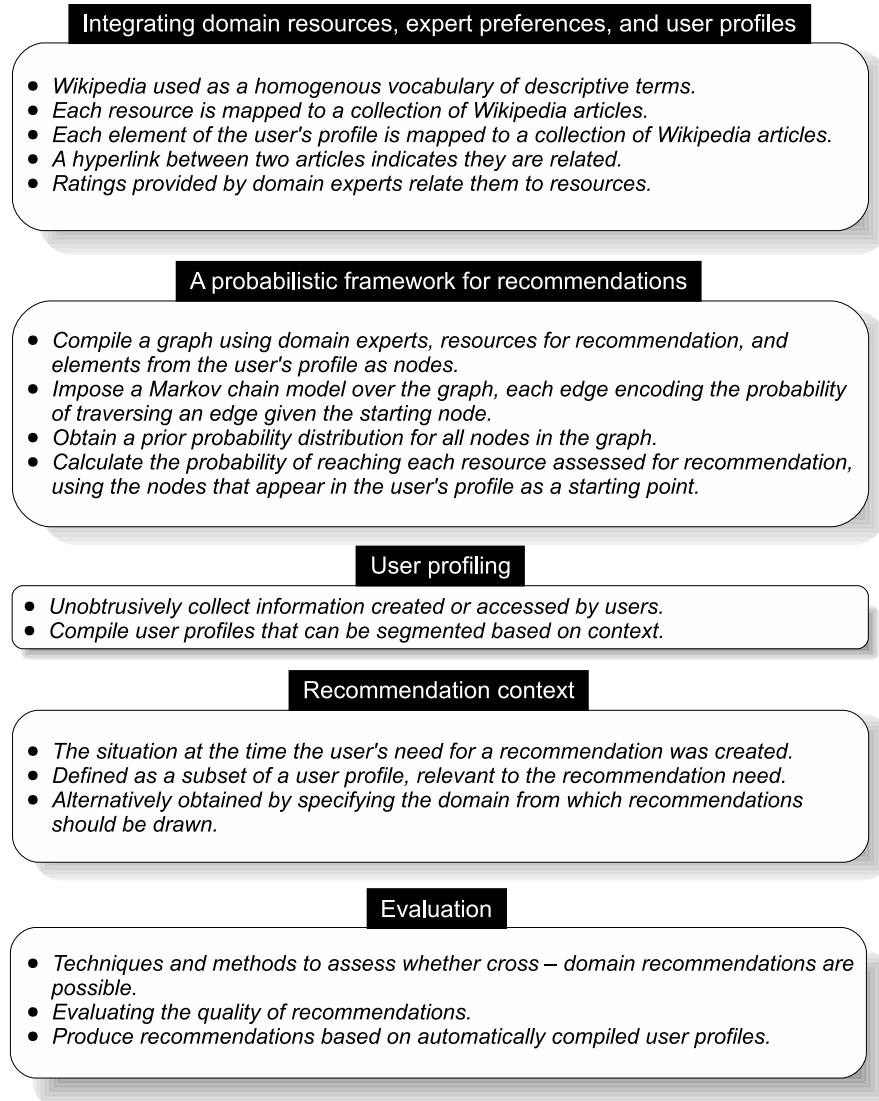 Integrating domain resources, expert preferences, and user profiles
• Wikipedia used as a homogenous vocabulary of descriptive terms.
• Each resource is mapped to a collection of Wikipedia articles.
• Each element of the user's profile is mapped to a collection of Wikipedia articles.
• A hyperlink between two articles indicates they are related.
• Ratings provided by domain experts relate them to resources.
A probabilistic framework for recommendations
• Compile a graph using domain experts, resources for recommendation, and
elements from the user's profile as nodes.
• Impose a Markov chain model over the graph, each edge encoding the probability
of traversing an edge given the starting node.
• Obtain a prior probability distribution for all nodes in the graph.
• Calculate the probability of reaching each resource assessed for recommendation,
using the nodes that appear in the user's profile as a starting point.
User profiling
• Unobtrusively collect information created or accessed by users.
• Compile user profiles that can be segmented based on context.
Recommendation context
• The situation at the time the user's need for a recommendation was created.
• Defined as a subset of a user profile, relevant to the recommendation need.
• Alternatively obtained by specifying the domain from which recommendations
should be drawn.
Evaluation
• Techniques and methods to assess whether cross – domain recommendations are
possible.
• Evaluating the quality of recommendations.
• Produce recommendations based on automatically compiled user profiles.